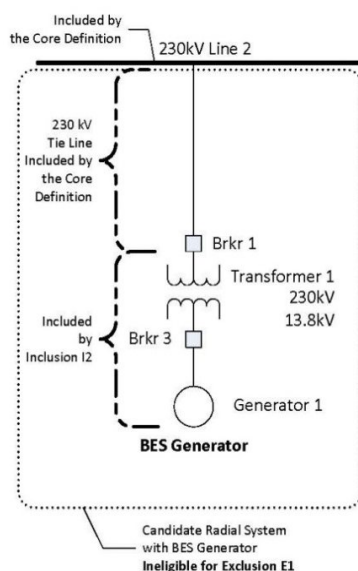 Included by
the Core Definition
230kV Line 2
230 kV
Tie Line
Included by
the Core
Definition
Brkr 1
Transformer 1
230kV
13.8kV
Included
by
Inclusion I2
Brkr 3
Generator 1
BES Generator
Candidate Radial System
with BES Generator
Ineligible for Exclusion E1